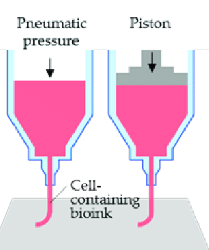 Pneumatic
pressure
Piston
Cell-
containing
bioink